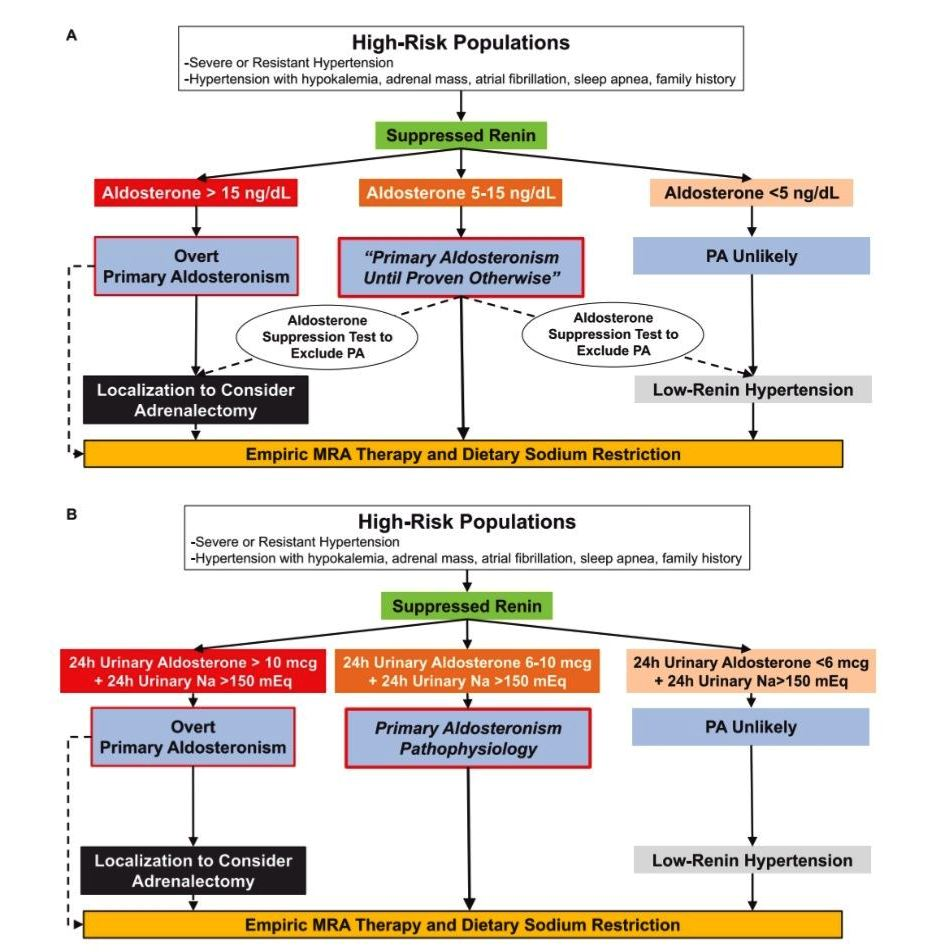 A
High-Risk Populations
-Severe or Resistant Hypertension
-Hypertension with hypokalemia, adrenal mass, atrial fibrillation, sleep apnea, family history
Suppressed Renin
Aldosterone > 15 ng/dL
Aldosterone 5-15 ng/dL
Aldosterone <5 ng/dL
Overt
Primary Aldosteronism
“Primary Aldosteronism
Until Proven Otherwise”
PA Unlikely
Aldosterone
Suppression Test to
Exclude PA
Aldosterone
Suppression Test to
Exclude PA
Localization to Consider
Adrenalectomy
Low-Renin Hypertension
Empiric MRA Therapy and Dietary Sodium Restriction
B
High-Risk Populations
-Severe or Resistant Hypertension
-Hypertension with hypokalemia, adrenal mass, atrial fibrillation, sleep apnea, family history
Suppressed Renin
24h Urinary Aldosterone > 10 mcg
+ 24h Urinary Na >150 mEq
24h Urinary Aldosterone 6-10 mcg
+ 24h Urinary Na >150 mEq
24h Urinary Aldosterone <6 mcg
+ 24h Urinary Na>150 mEq
Overt
Primary Aldosteronism
Primary Aldosteronism
Pathophysiology
PA Unlikely
Localization to Consider
Adrenalectomy
Low-Renin Hypertension
Empiric MRA Therapy and Dietary Sodium Restriction